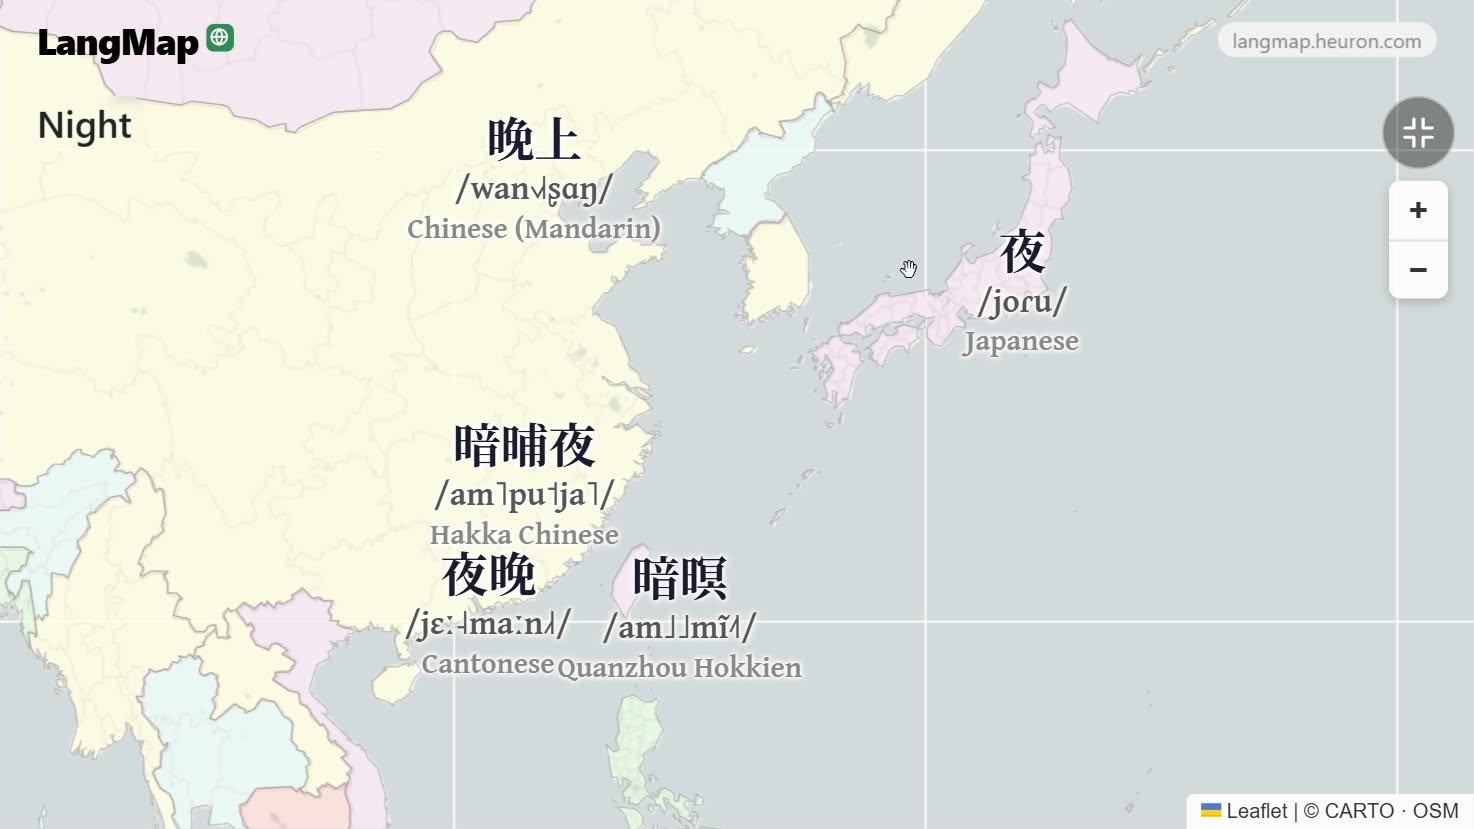 LangMap
langmap.heuron.com
Night
晚上
/wan˨˩˦ʂɑŋ/
Chinese (Mandarin)
夜
/joɾu/
Japanese
暗晡夜
/am˥pu˦ja˥/
Hakka Chinese
夜晚
/jɛː˨maːn˩˧/
Cantonese
暗暝
/am˩˩mĩ˨˦/
Quanzhou Hokkien
+
−
Leaflet | © CARTO · OSM